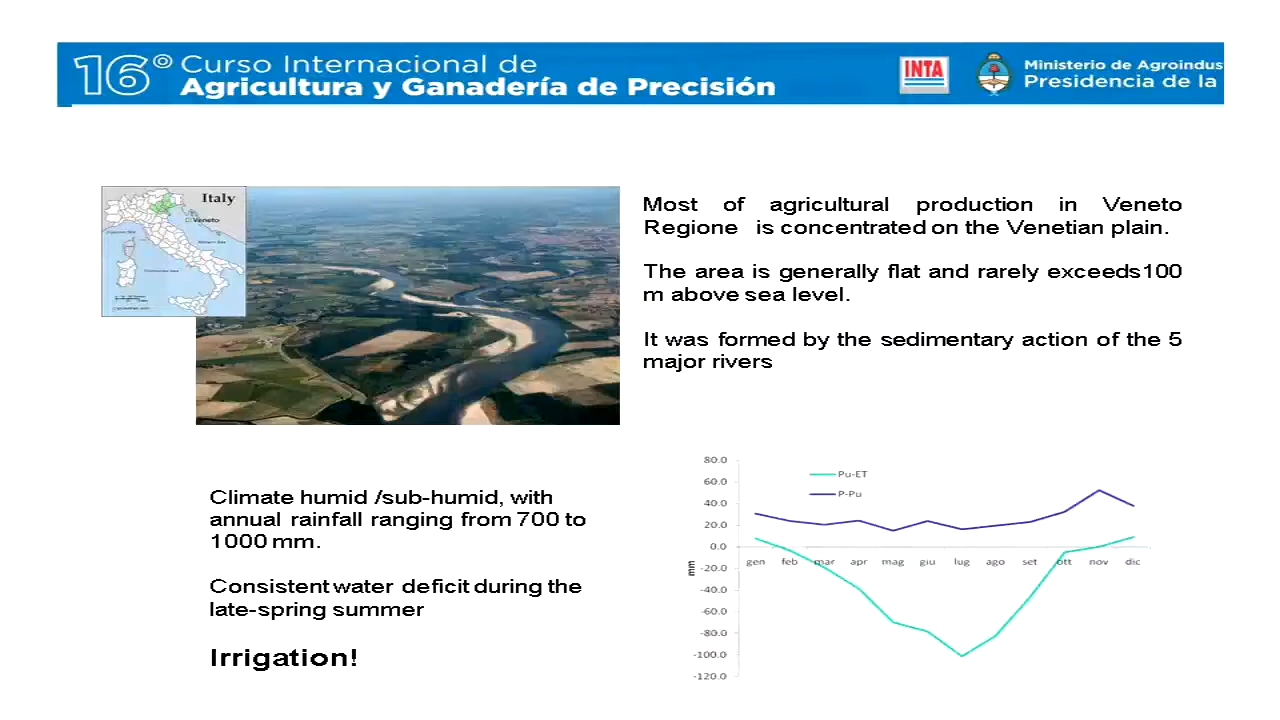 16° Curso Internacional de
Agricultura y Ganadería de Precisión
INTA
Ministerio de Agroindus
Presidencia de la
Italy
Veneto
Most of agricultural production in Veneto
Regione is concentrated on the Venetian plain.
The area is generally flat and rarely exceeds100
m above sea level.
It was formed by the sedimentary action of the 5
major rivers
Climate humid /sub-humid, with
annual rainfall ranging from 700 to
1000 mm.
Consistent water deficit during the
late-spring summer
Irrigation!
80.0
60.0
40.0
20.0
0.0
-20.0
-40.0
-60.0
-80.0
-100.0
-120.0
mm
Pu-ET
P-Pu
gen feb mar apr mag giu lug ago set ott nov dic